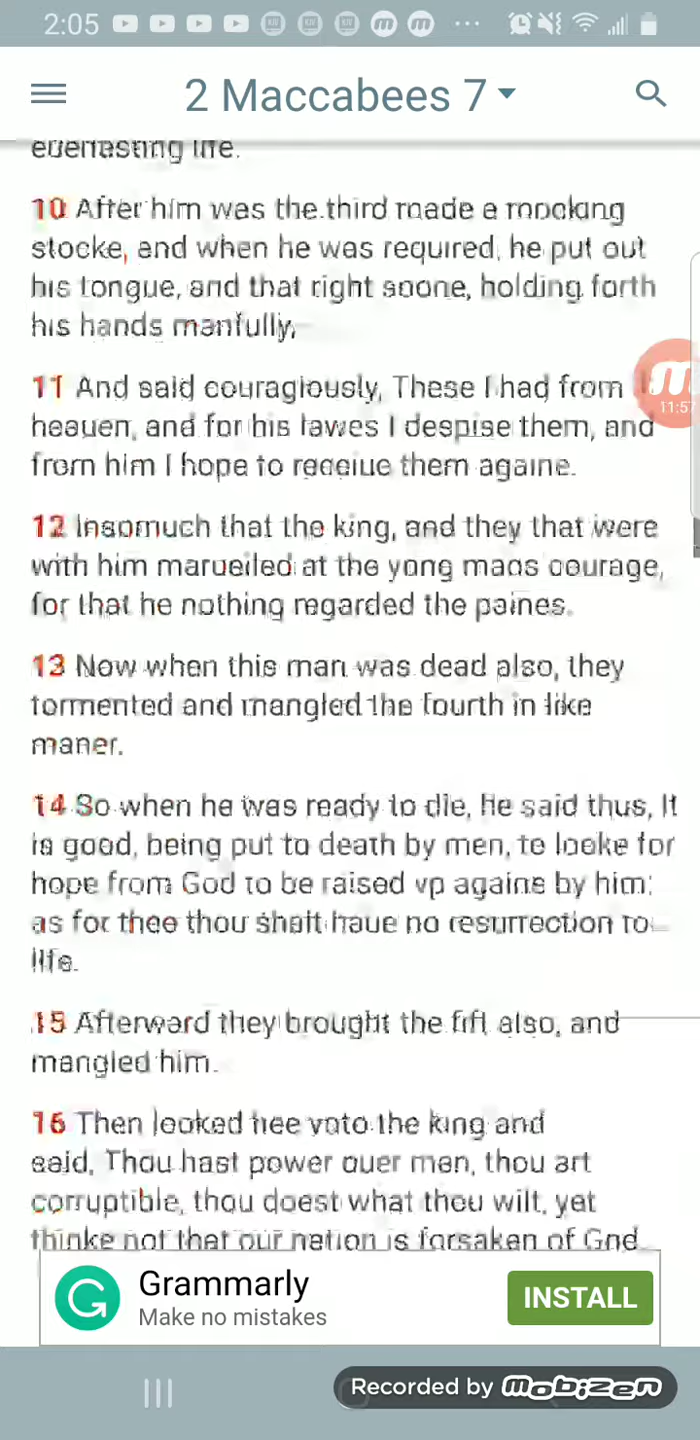 2:05
2 Maccabees 7
euerlasting life.
10 After him was the third made a mocking
stocke, and when he was required, he put out
his tongue, and that right soone, holding forth
his hands manfully,
11 And said couragiously, These I had from
heauen, and for his lawes I despise them, and
from him I hope to receiue them againe.
12 Insomuch that the king, and they that were
with him marueiled at the yong mans courage,
for that he nothing regarded the paines.
13 Now when this man was dead also, they
tormented and mangled the fourth in like
maner.
14 So when he was ready to die, he said thus, It
is good, being put to death by men, to looke for
hope from God to be raised vp againe by him:
as for thee thou shalt haue no resurrection to
life.
15 Afterward they brought the fift also, and
mangled him.
16 Then looked hee vnto the king and
said, Thou hast power ouer men, thou art
corruptible, thou doest what thou wilt, yet
thinke not that our nation is forsaken of God.
m
11:57
Grammarly
Make no mistakes
INSTALL
Recorded by mobizen